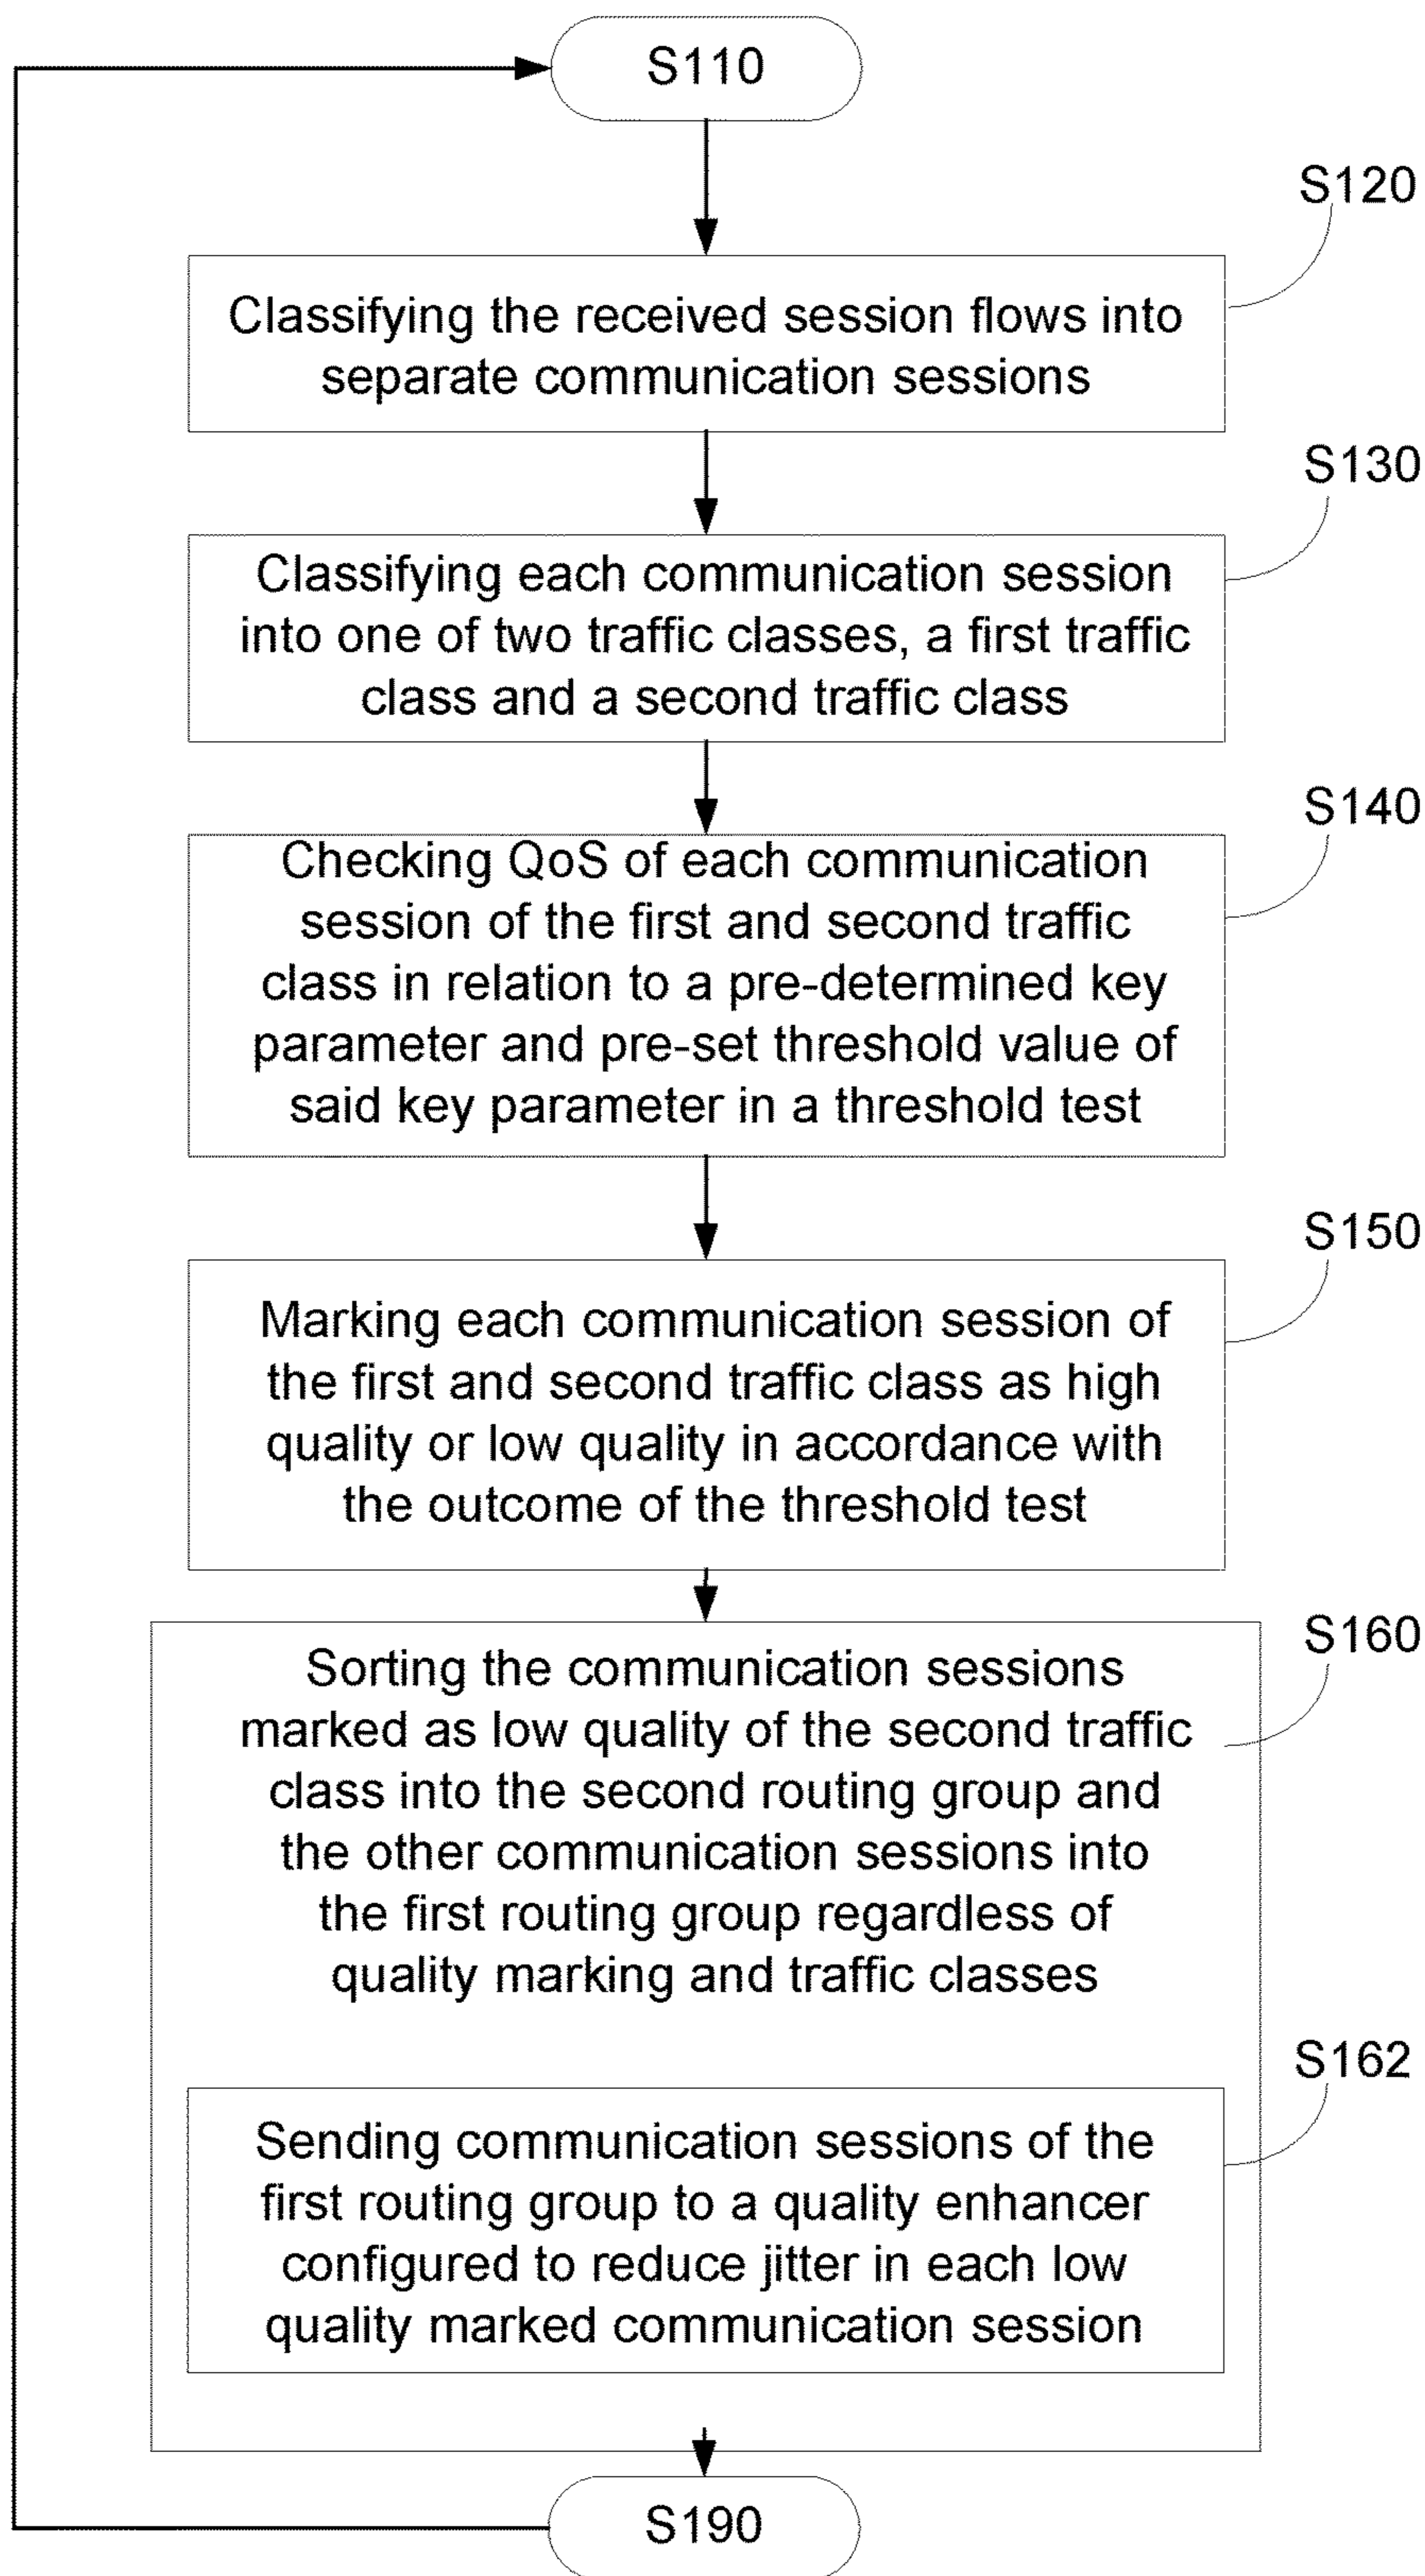 S110
S120
Classifying the received session flows into
separate communication sessions
S130
Classifying each communication session
into one of two traffic classes, a first traffic
class and a second traffic class
S140
Checking QoS of each communication
session of the first and second traffic
class in relation to a pre-determined key
parameter and pre-set threshold value of
said key parameter in a threshold test
S150
Marking each communication session of
the first and second traffic class as high
quality or low quality in accordance with
the outcome of the threshold test
S160
Sorting the communication sessions
marked as low quality of the second traffic
class into the second routing group and
the other communication sessions into
the first routing group regardless of
quality marking and traffic classes
S162
Sending communication sessions of the
first routing group to a quality enhancer
configured to reduce jitter in each low
quality marked communication session
S190